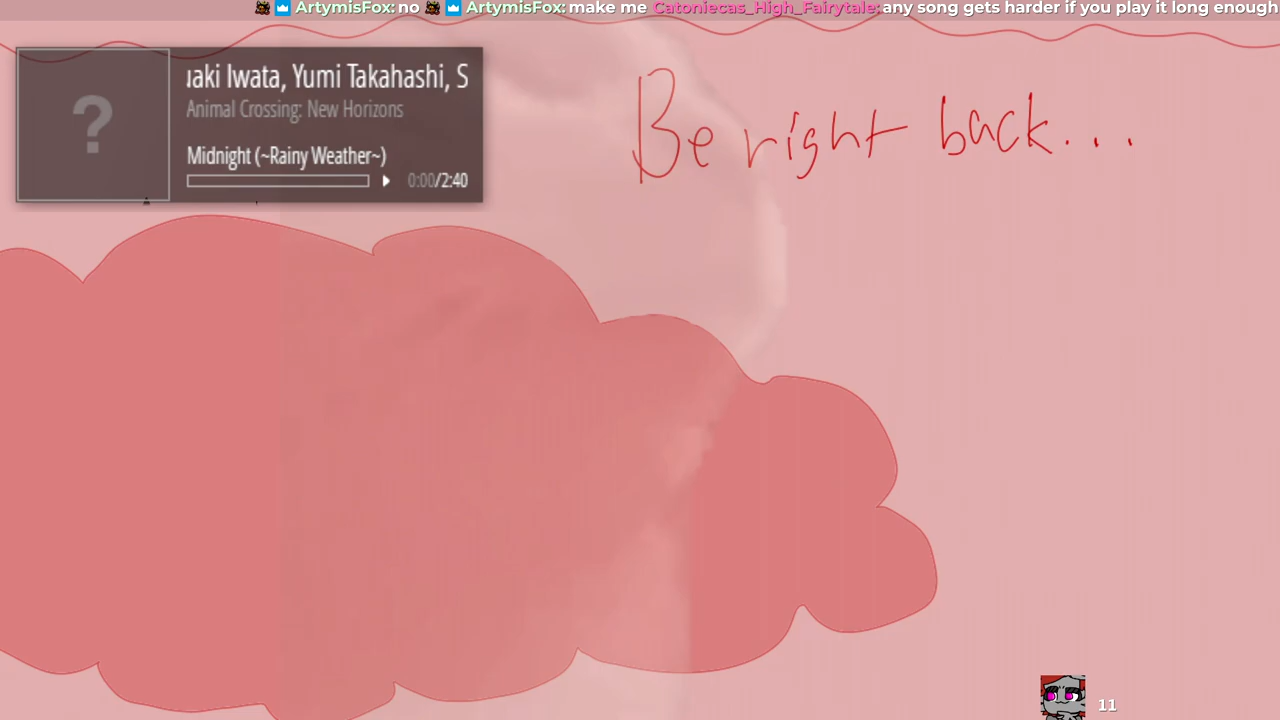 ArtymisFox: no ArtymisFox: make me Catoniecas_High_Fairytale: any song gets harder if you play it long enough
Iwata, Yumi Takahashi, S
Animal Crossing: New Horizons
Midnight (~Rainy Weather~)
0:00/2:40
?
Be right back...
11